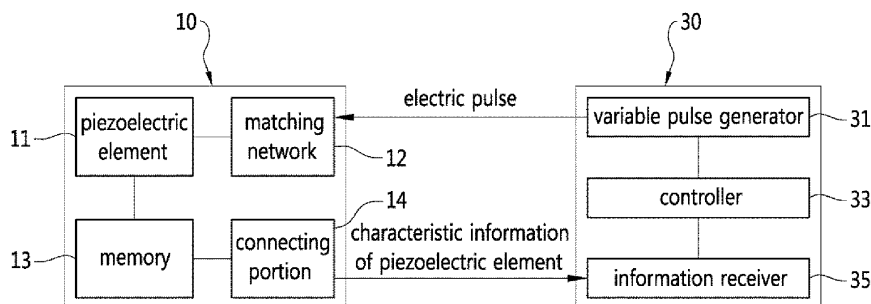 10
30
electric pulse
11
piezoelectric
element
matching
network
12
variable pulse generator
31
controller
33
14
characteristic information
of piezoelectric element
13
memory
connecting
portion
information receiver
35